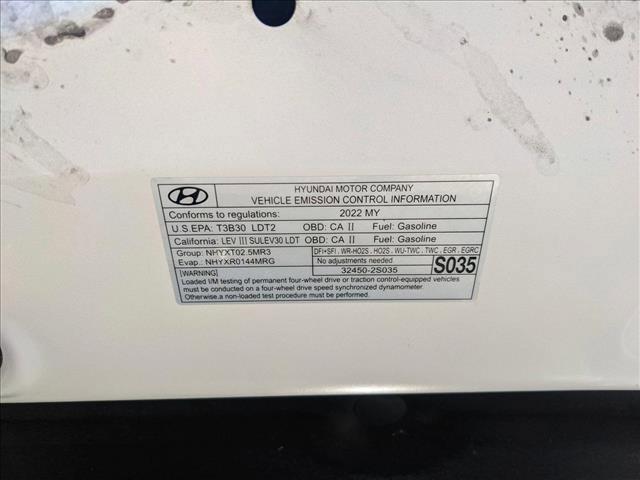 HYUNDAI MOTOR COMPANY
VEHICLE EMISSION CONTROL INFORMATION
Conforms to regulations: 2022 MY
U.S.EPA: T3B30 LDT2 OBD: CA II Fuel: Gasoline
California: LEV III SULEV30 LDT OBD: CA II Fuel: Gasoline
Group: NHYXT02.5MR3 DFI+SFI, WR-HO2S, HO2S, WU-TWC, TWC, EGR, EGRC
Evap.: NHYXR0144MRG No adjustments needed
32450-2S035 S035
[WARNING]
Loaded I/M testing of permanent four-wheel drive or traction control-equipped vehicles
must be conducted on a four-wheel drive speed synchronized dynamometer.
Otherwise,a non-loaded test procedure must be performed.